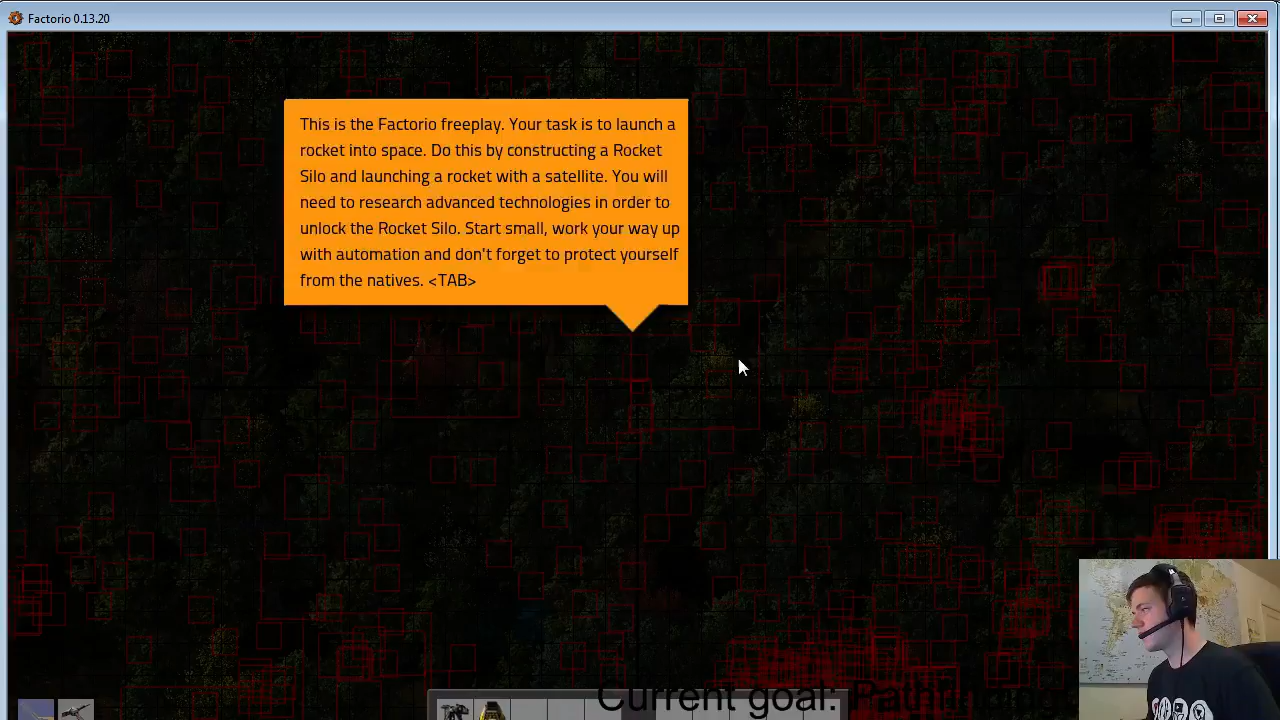 Factorio 0.13.20
This is the Factorio freeplay. Your task is to launch a
rocket into space. Do this by constructing a Rocket
Silo and launching a rocket with a satellite. You will
need to research advanced technologies in order to
unlock the Rocket Silo. Start small, work your way up
with automation and don't forget to protect yourself
from the natives. <TAB>
Current goal: